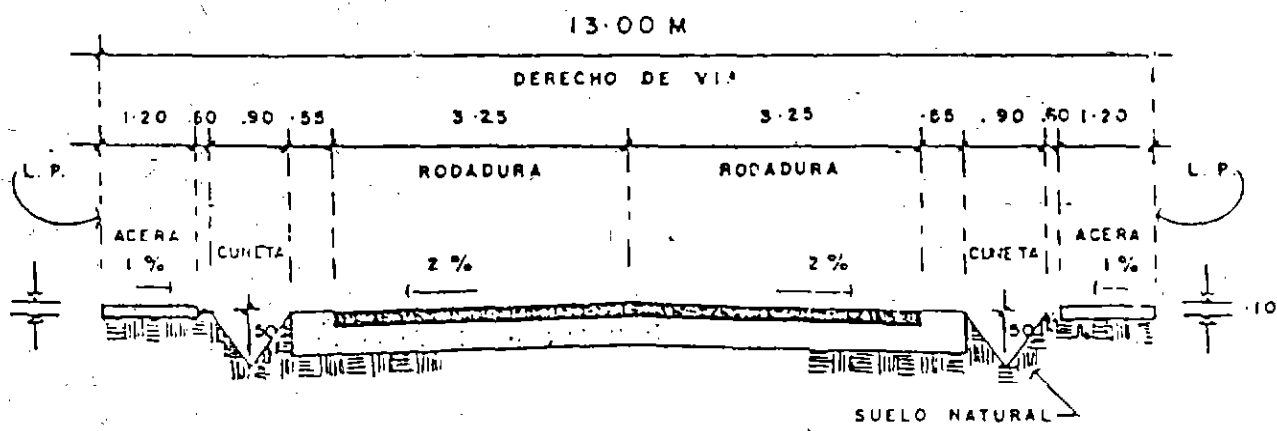 13.00 M
DERECHO DE VIA
1.20 .60 .90 .55 3.25 3.25 .55 .90 .60 1.20
L. P. RODADURA RODADURA L. P.
ACERA CUNETA CUNETA ACERA
1 % 2 % 2 % 1 %
50 50 .10
SUELO NATURAL